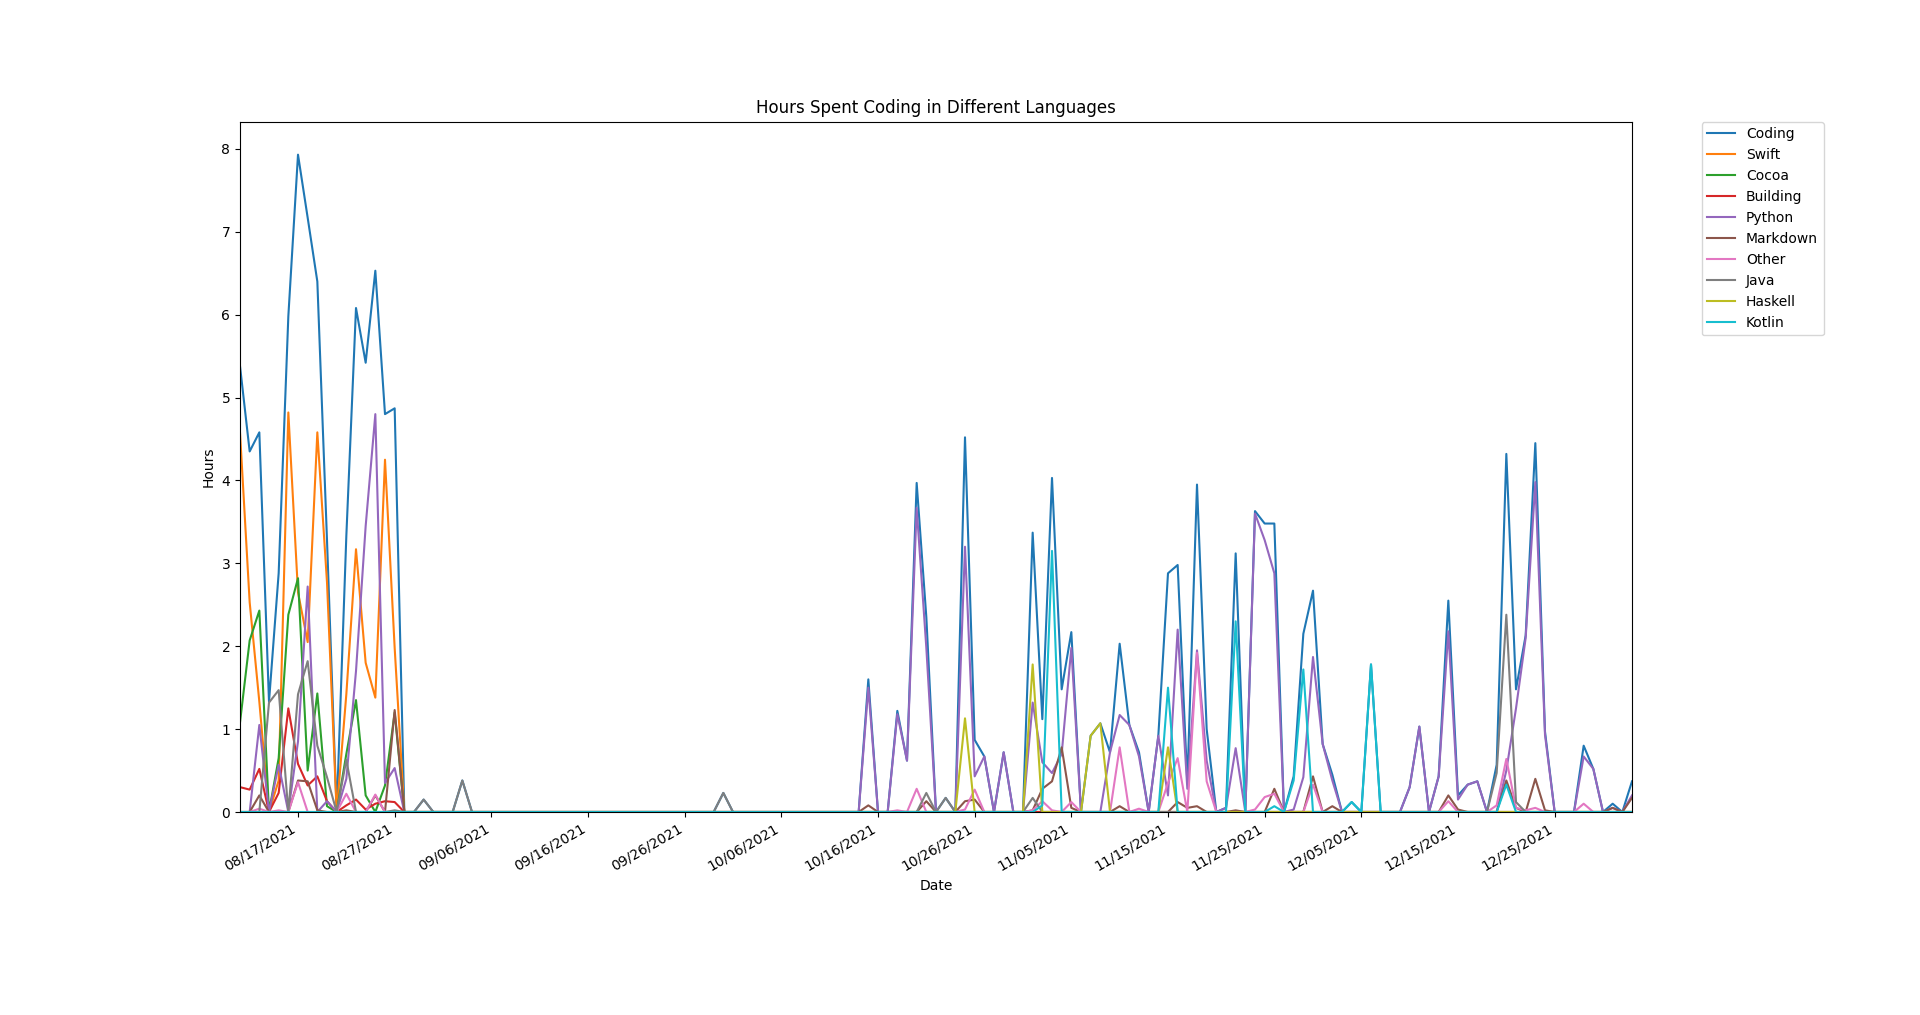 Hours Spent Coding in Different Languages
Coding
Swift
Cocoa
Building
Python
Markdown
Other
Java
Haskell
Kotlin
8
7
6
5
4
3
2
1
0
Hours
08/17/2021
08/27/2021
09/06/2021
09/16/2021
09/26/2021
10/06/2021
10/16/2021
10/26/2021
11/05/2021
11/15/2021
11/25/2021
12/05/2021
12/15/2021
12/25/2021
Date